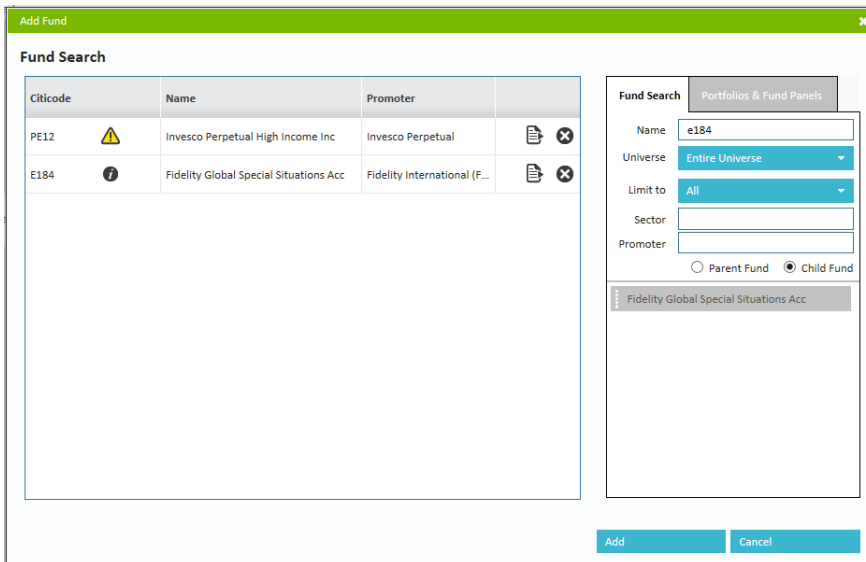 Add Fund
Fund Search
Citicode Name Promoter
PE12 Invesco Perpetual High Income Inc Invesco Perpetual
E184 Fidelity Global Special Situations Acc Fidelity International (F...
Fund Search Portfolios & Fund Panels
Name e184
Universe Entire Universe
Limit to All
Sector
Promoter
Parent Fund Child Fund
Fidelity Global Special Situations Acc
Add Cancel